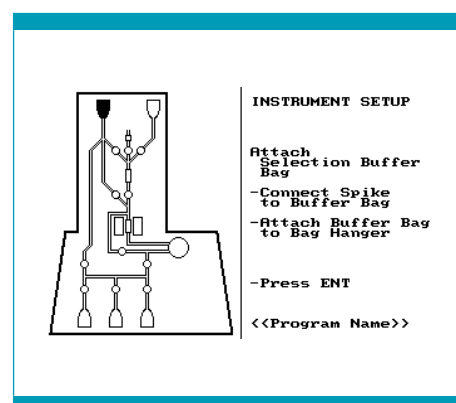 INSTRUMENT SETUP
Attach
Selection Buffer
Bag
-Connect Spike
to Buffer Bag
-Attach Buffer Bag
to Bag Hanger
-Press ENT
<<Program Name>>